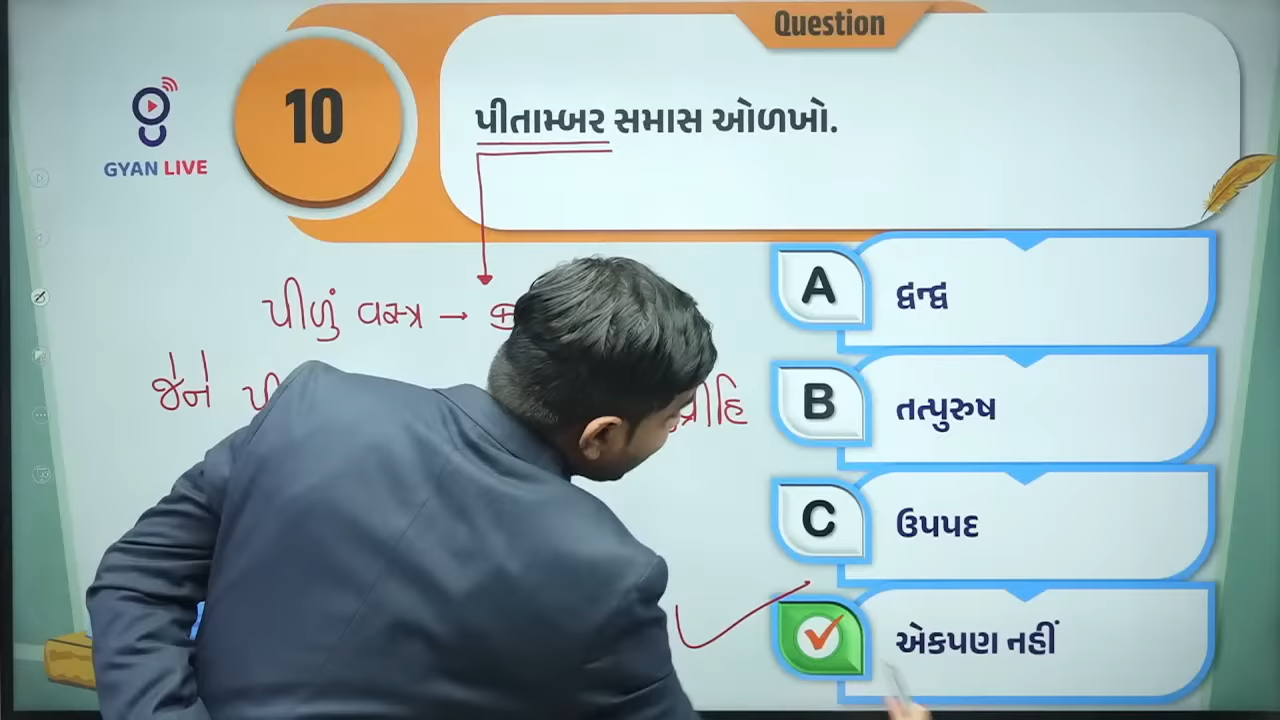 Question
10
પીતામ્બર સમાસ ઓળખો.
GYAN LIVE
A
દ્વન્દ્વ
પીળું વસ્ત્ર →
જેને
B
તત્પુરુષ
C
ઉપપદ
એકપણ નહીં